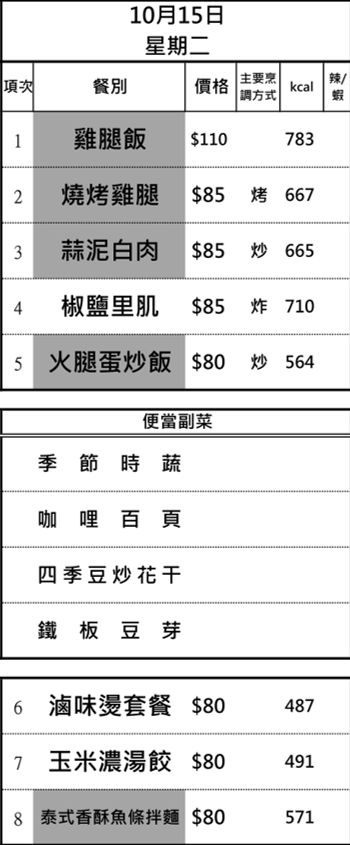 10月15日
星期二
項次 餐別 價格 主要烹調方式 kcal 辣/蝦
1 雞腿飯 $110 783
2 燒烤雞腿 $85 烤 667
3 蒜泥白肉 $85 炒 665
4 椒鹽里肌 $85 炸 710
5 火腿蛋炒飯 $80 炒 564
便當副菜
季節時蔬
咖哩百頁
四季豆炒花干
鐵板豆芽
6 滷味燙套餐 $80 487
7 玉米濃湯餃 $80 491
8 泰式香酥魚條拌麵 $80 571